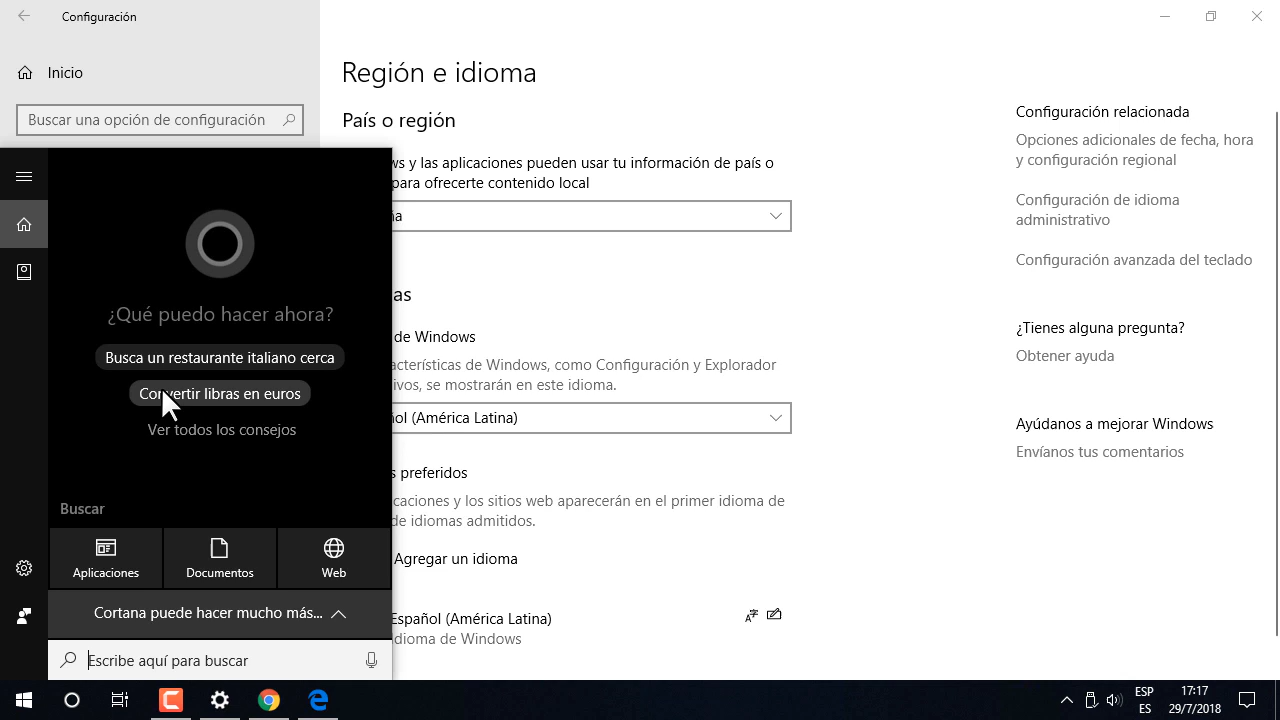 Configuración
Inicio
Buscar una opción de configuración
Región e idioma
País o región
ws y las aplicaciones pueden usar tu información de país o
para ofrecerte contenido local
ña
as
de Windows
acterísticas de Windows, como Configuración y Explorador
ivos, se mostrarán en este idioma.
ñol (América Latina)
s preferidos
caciones y los sitios web aparecerán en el primer idioma de
de idiomas admitidos.
Agregar un idioma
Español (América Latina)
idioma de Windows
Configuración relacionada
Opciones adicionales de fecha, hora
y configuración regional
Configuración de idioma
administrativo
Configuración avanzada del teclado
¿Tienes alguna pregunta?
Obtener ayuda
Ayúdanos a mejorar Windows
Envíanos tus comentarios
¿Qué puedo hacer ahora?
Busca un restaurante italiano cerca
Convertir libras en euros
Ver todos los consejos
Buscar
Aplicaciones Documentos Web
Cortana puede hacer mucho más...
Escribe aquí para buscar
ESP
ES
17:17
29/7/2018